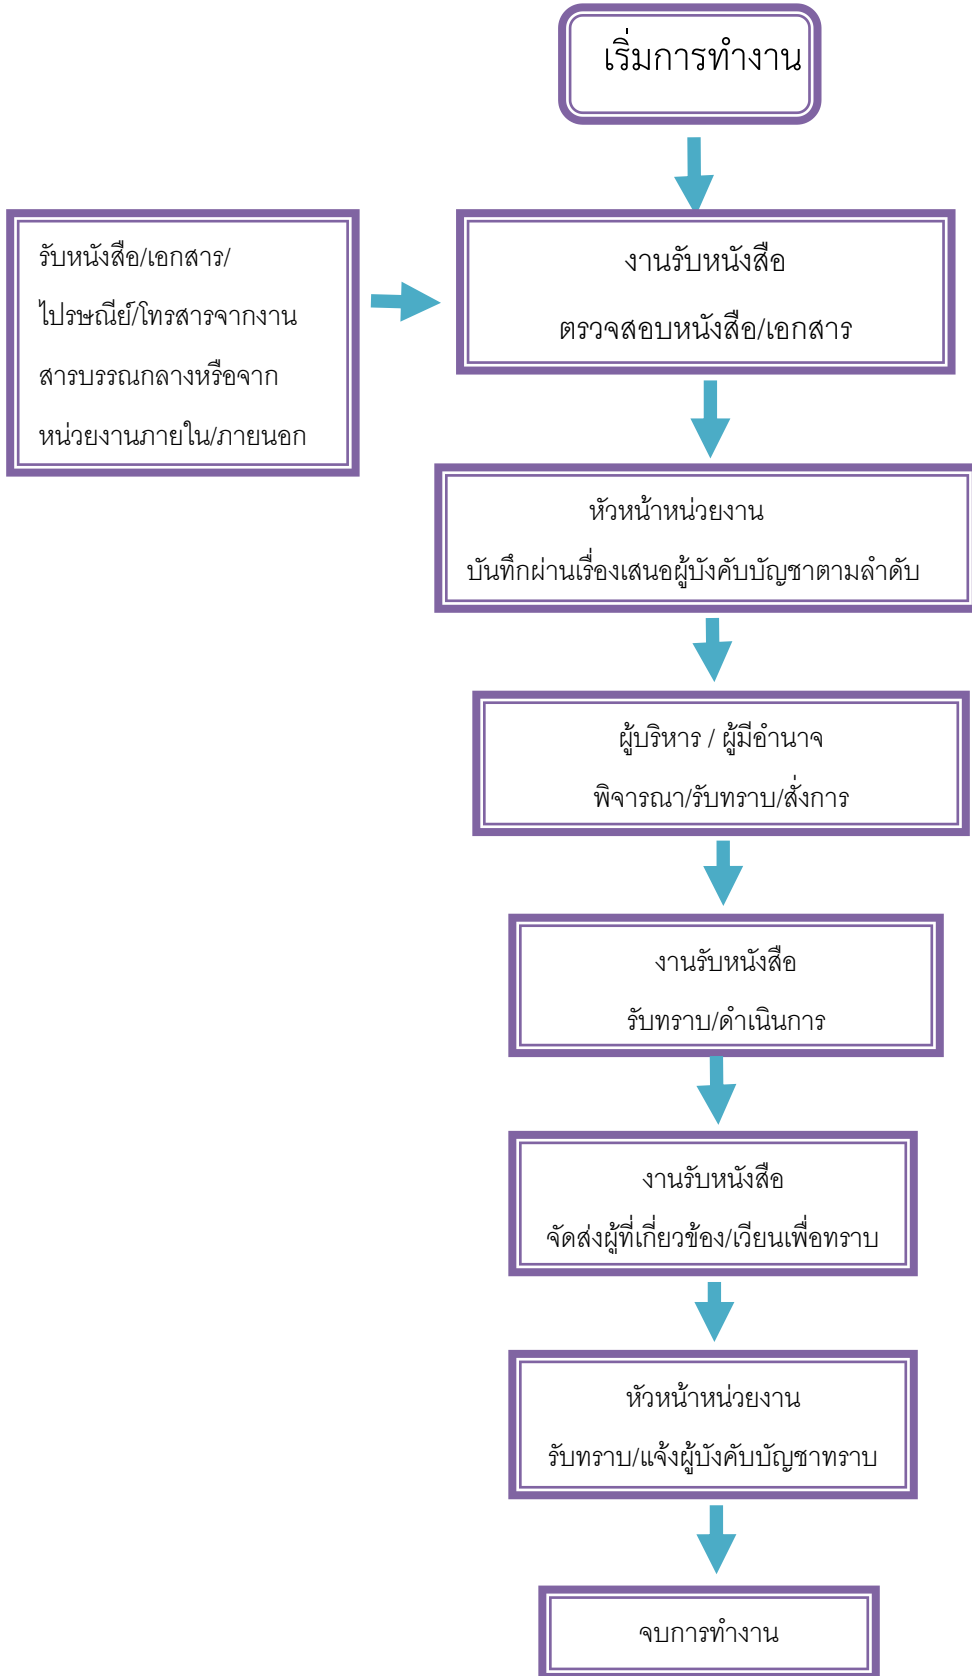 เริ่มการทำงาน
รับหนังสือ/เอกสาร/
ไปรษณีย์/โทรสารจากงาน
สารบรรณกลางหรือจาก
หน่วยงานภายใน/ภายนอก
งานรับหนังสือ
ตรวจสอบหนังสือ/เอกสาร
หัวหน้าหน่วยงาน
บันทึกผ่านเรื่องเสนอผู้บังคับบัญชาตามลำดับ
ผู้บริหาร / ผู้มีอำนาจ
พิจารณา/รับทราบ/สั่งการ
งานรับหนังสือ
รับทราบ/ดำเนินการ
งานรับหนังสือ
จัดส่งผู้ที่เกี่ยวข้อง/เวียนเพื่อทราบ
หัวหน้าหน่วยงาน
รับทราบ/แจ้งผู้บังคับบัญชาทราบ
จบการทำงาน